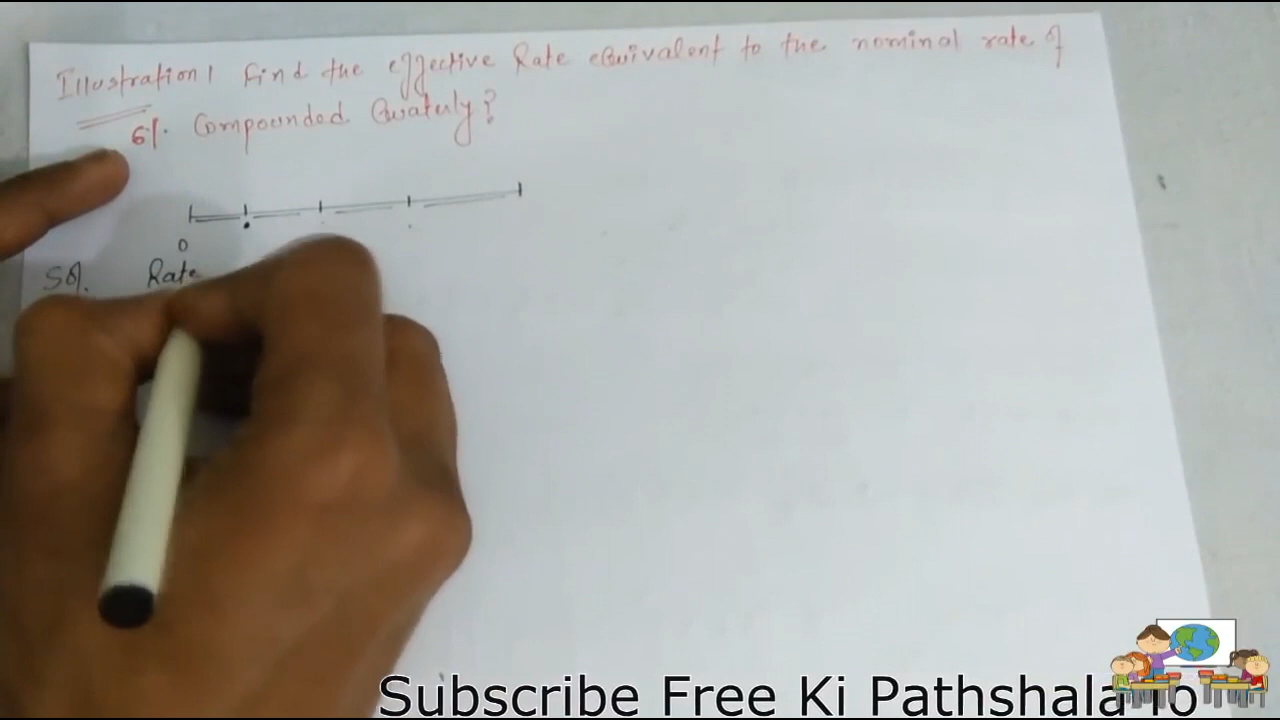 Illustration 1 Find the effective Rate equivalent to the nominal rate of
6%. Compounded Quaterly?
0
Sol. Rate
Subscribe Free Ki Pathshala To